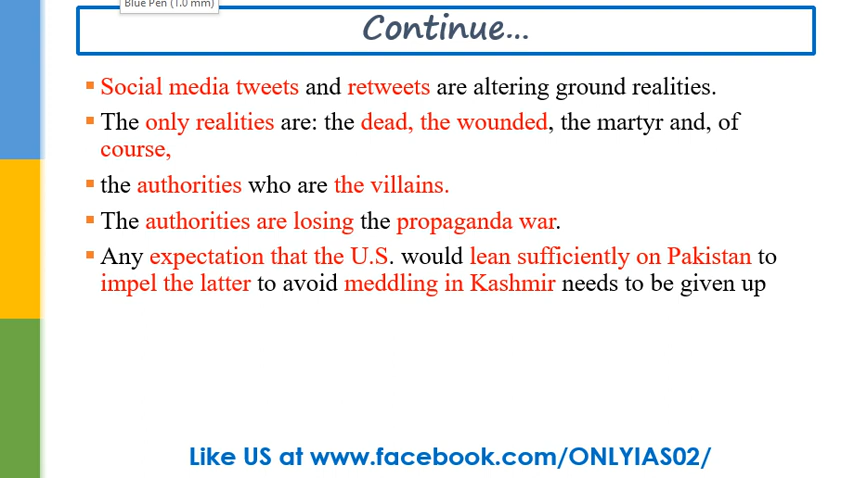 Blue Pen (1.0 mm)
Continue...
Social media tweets and retweets are altering ground realities.
The only realities are: the dead, the wounded, the martyr and, of
course,
the authorities who are the villains.
The authorities are losing the propaganda war.
Any expectation that the U.S. would lean sufficiently on Pakistan to
impel the latter to avoid meddling in Kashmir needs to be given up
Like US at www.facebook.com/ONLYIAS02/